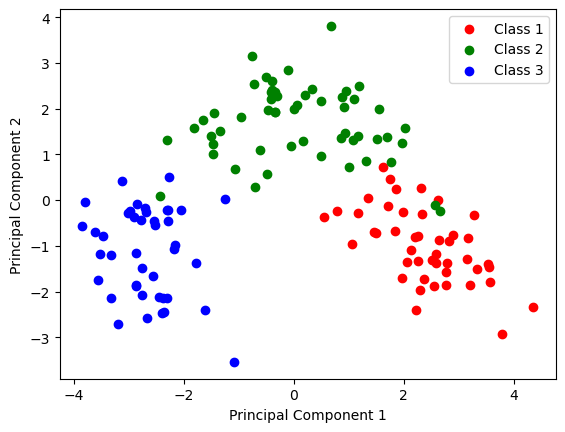 Class 1
Class 2
Class 3
4
3
2
1
0
−1
−2
−3
−4
−2
0
2
4
Principal Component 1
Principal Component 2